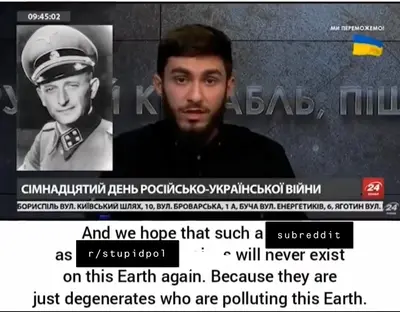 09:45:02
МИ ПЕРЕМОЖЕМО!
СІМНАДЦЯТИЙ ДЕНЬ РОСІЙСЬКО-УКРАЇНСЬКОЇ ВІЙНИ
24
БОРИСПІЛЬ ВУЛ. КИЇВСЬКИЙ ШЛЯХ, 10, ВУЛ. БРОВАРСЬКА, 1 А, БУЧА ВУЛ. ЕНЕРГЕТИКІВ, 6, ЯГОТИН ВУЛ. 24
And we hope that such a subreddit
as r/stupidpol will never exist
on this Earth again. Because they are
just degenerates who are polluting this Earth.